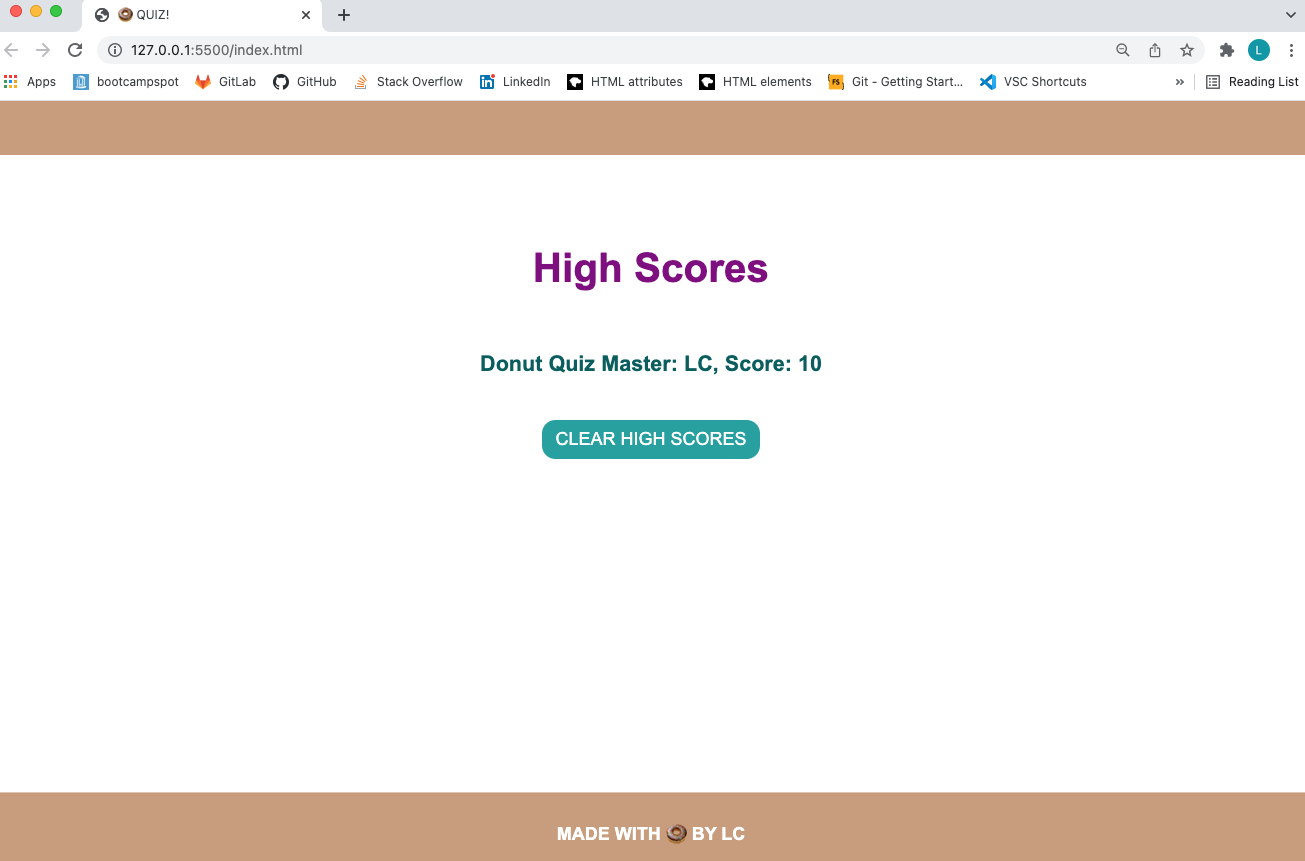 🍩 QUIZ!
127.0.0.1:5500/index.html
L
Apps bootcampspot GitLab GitHub Stack Overflow LinkedIn HTML attributes HTML elements FS Git - Getting Start... VSC Shortcuts » Reading List
High Scores
Donut Quiz Master: LC, Score: 10
CLEAR HIGH SCORES
MADE WITH 🍩 BY LC